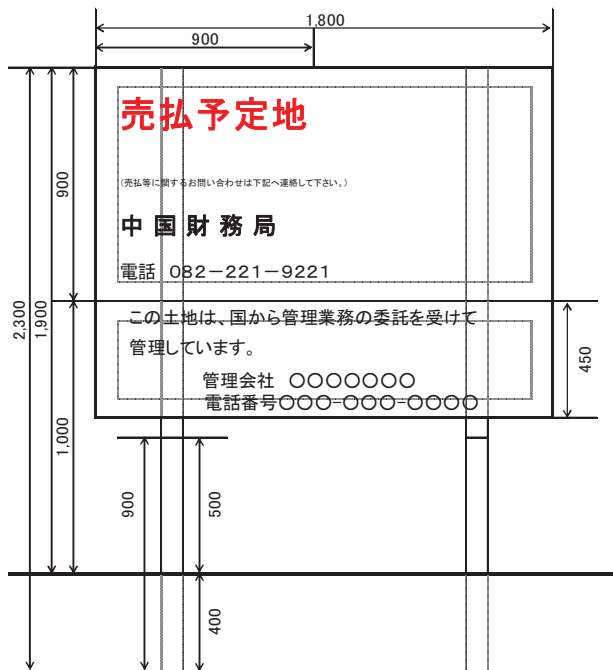 1,800
900
売払予定地
(売払等に関するお問い合わせは下記へ連絡して下さい。)
900
中国財務局
電話 082－221－9221
2,300
1,900
この土地は、国から管理業務の委託を受けて
管理しています。
450
管理会社 〇〇〇〇〇〇〇
電話番号〇〇〇-〇〇〇-〇〇〇〇
1,000
900
500
400